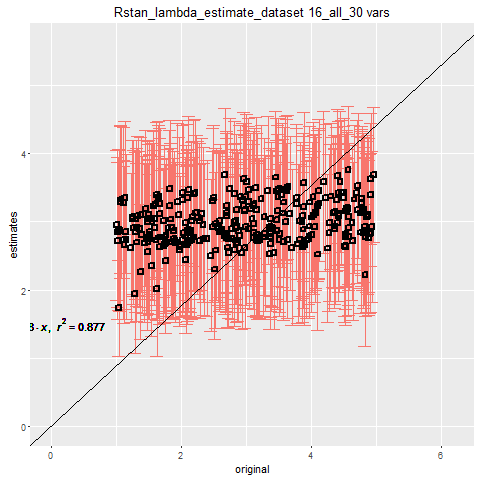 Rstan_lambda_estimate_dataset 16_all_30 vars
estimates
4
2
0
3 · x, r² = 0.877
0
2
4
6
original